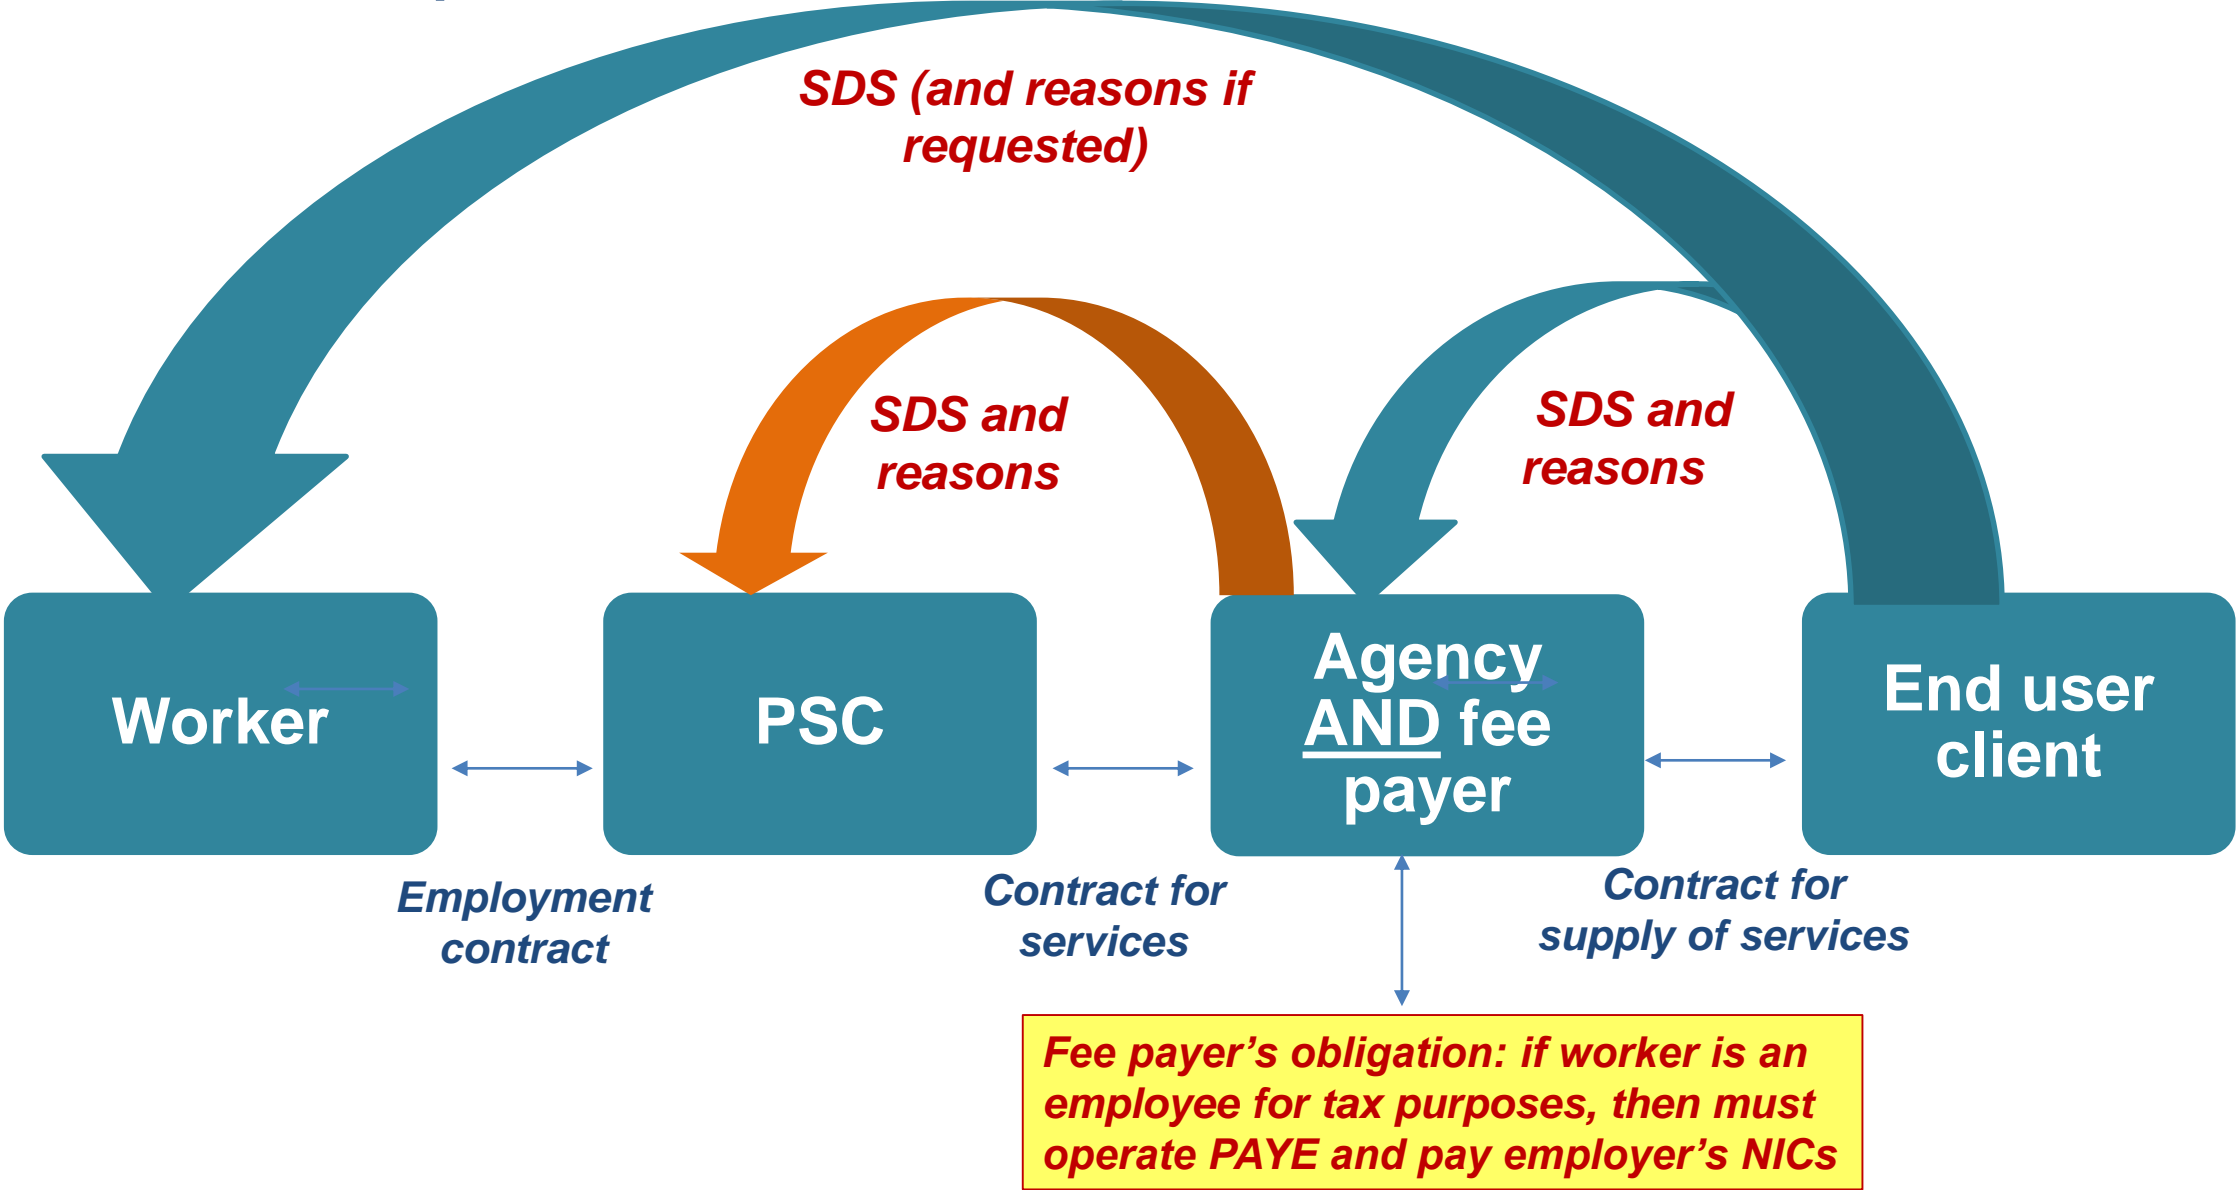 SDS (and reasons if
requested)
SDS and
reasons
SDS and
reasons
Worker
PSC
Agency
AND fee
payer
End user
client
Employment
contract
Contract for
services
Contract for
supply of services
Fee payer’s obligation: if worker is an
employee for tax purposes, then must
operate PAYE and pay employer’s NICs